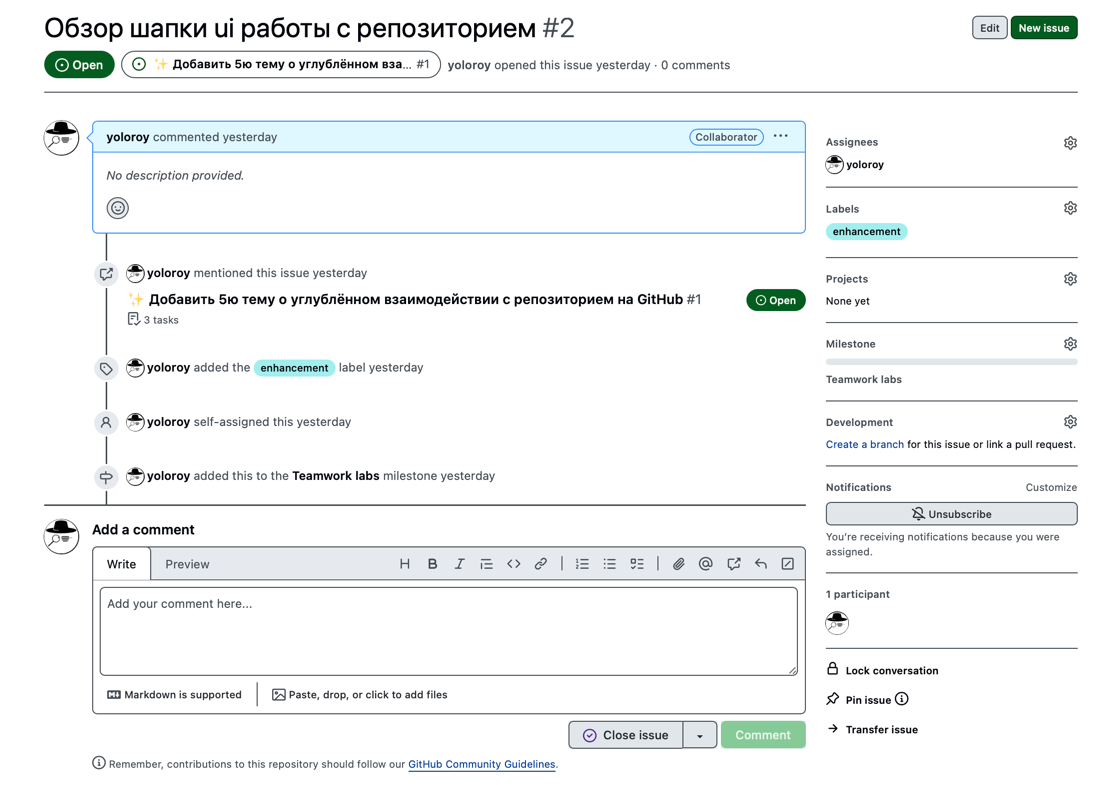 Обзор шапки ui работы с репозиторием #2
Edit
New issue
Open
✨ Добавить 5ю тему о углублённом вза... #1
yoloroy opened this issue yesterday · 0 comments
yoloroy commented yesterday
Collaborator
No description provided.
yoloroy mentioned this issue yesterday
✨ Добавить 5ю тему о углублённом взаимодействии с репозиторием на GitHub #1
Open
3 tasks
yoloroy added the enhancement label yesterday
yoloroy self-assigned this yesterday
yoloroy added this to the Teamwork labs milestone yesterday
Add a comment
Write
Preview
Add your comment here...
Markdown is supported
Paste, drop, or click to add files
Close issue
Comment
Remember, contributions to this repository should follow our GitHub Community Guidelines.
Assignees
yoloroy
Labels
enhancement
Projects
None yet
Milestone
Teamwork labs
Development
Create a branch for this issue or link a pull request.
Notifications
Customize
Unsubscribe
You're receiving notifications because you were
assigned.
1 participant
Lock conversation
Pin issue
Transfer issue